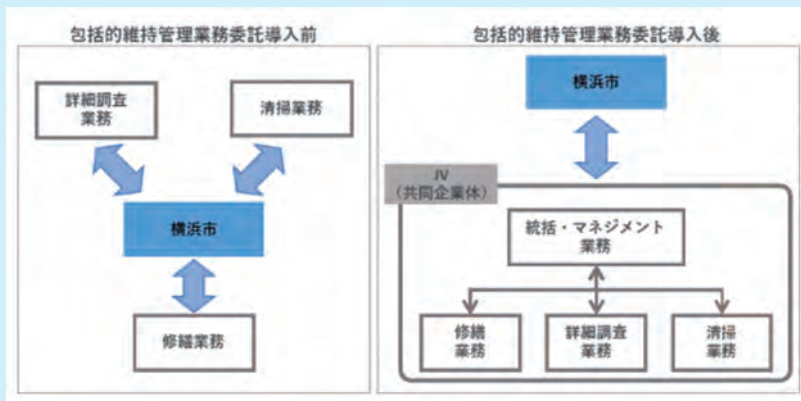 包括的維持管理業務委託導入前
詳細調査
業務
清掃業務
横浜市
修繕業務
包括的維持管理業務委託導入後
横浜市
JV
（共同企業体）
統括・マネジメント
業務
修繕
業務
詳細調査
業務
清掃
業務